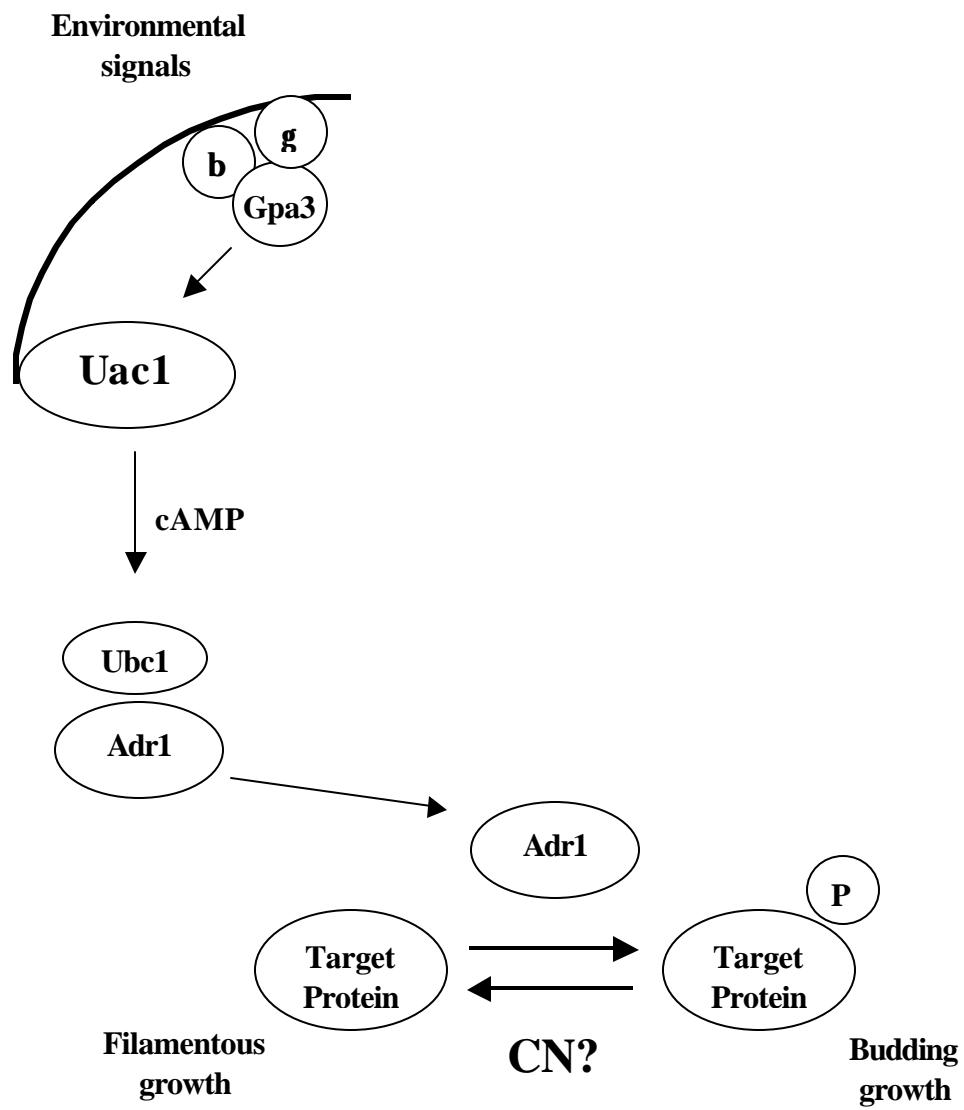 Environmental
signals
g
b
Gpa3
Uac1
cAMP
Ubc1
Adr1
Adr1
P
Target
Protein
Target
Protein
Filamentous
growth
CN?
Budding
growth